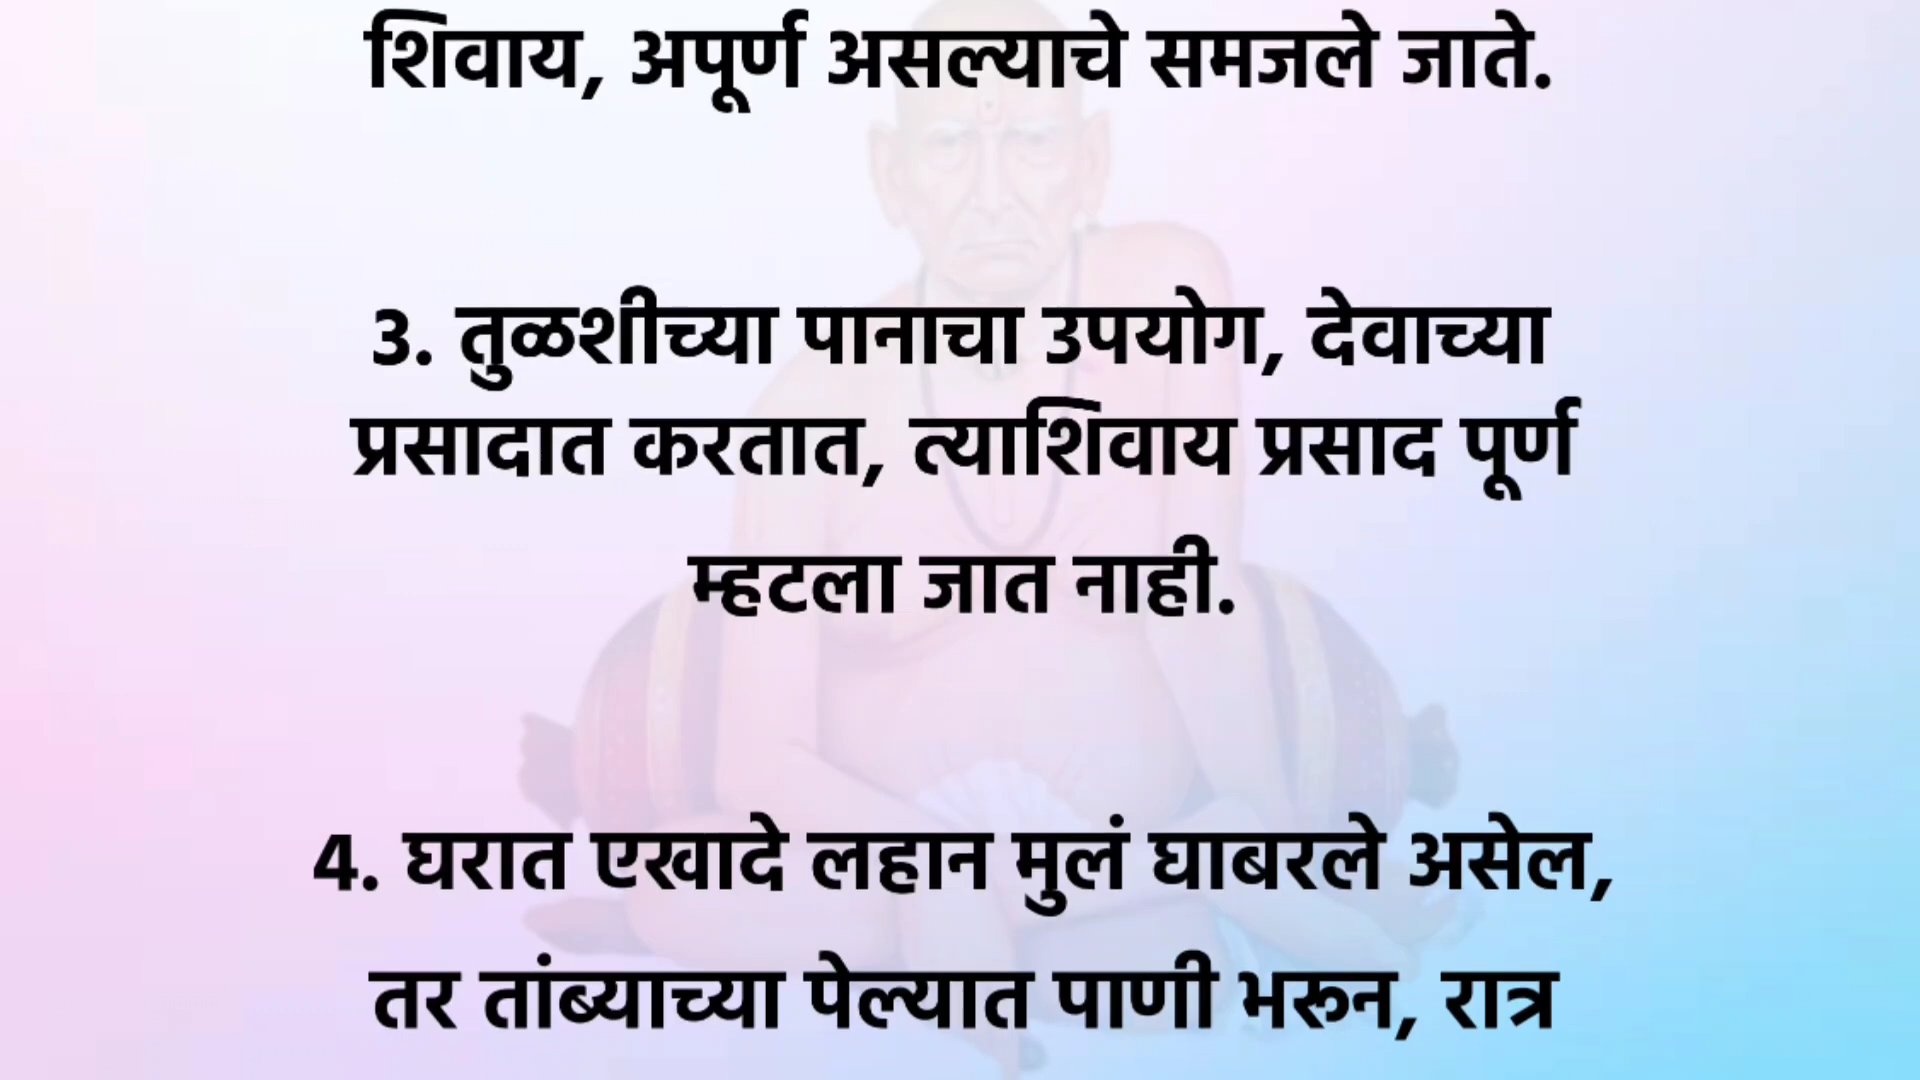 शिवाय, अपूर्ण असल्याचे समजले जाते.
3. तुळशीच्या पानाचा उपयोग, देवाच्या
प्रसादात करतात, त्याशिवाय प्रसाद पूर्ण
म्हटला जात नाही.
4. घरात एखादे लहान मुलं घाबरले असेल,
तर तांब्याच्या पेल्यात पाणी भरून, रात्र